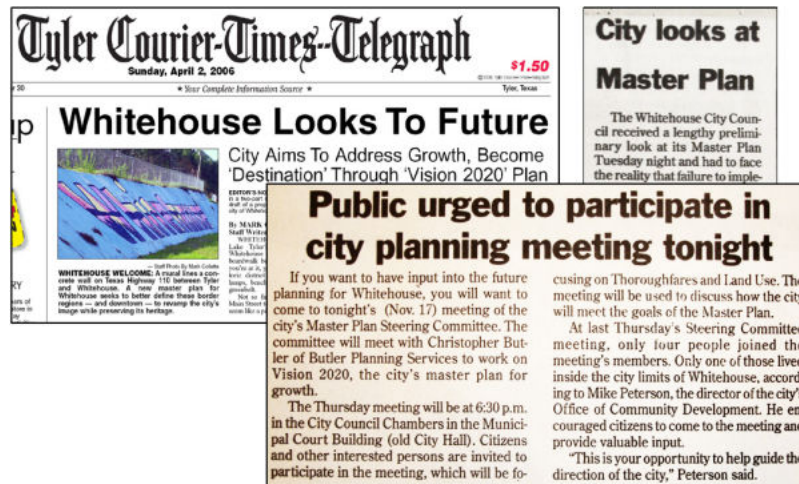 Tyler Courier-Times--Telegraph
Sunday, April 2, 2006
$1.50
★ Your Complete Information Source ★
Tyler, Texas
Whitehouse Looks To Future
City Aims To Address Growth, Become
'Destination' Through 'Vision 2020' Plan
— Staff Photo By Mark Collette
WHITEHOUSE WELCOME: A mural lines a con-
crete wall on Texas Highway 110 between Tyler
and Whitehouse. A new master plan for
Whitehouse seeks to better define these border
regions — and downtown — to revamp the city's
image while preserving its heritage.
EDITOR'S NO
By MARK
Staff Write
City looks at
Master Plan
The Whitehouse City Coun-
cil received a lengthy prelimi-
nary look at its Master Plan
Tuesday night and had to face
the reality that failure to imple-
Public urged to participate in
city planning meeting tonight
If you want to have input into the future
planning for Whitehouse, you will want to
come to tonight's (Nov. 17) meeting of the
city's Master Plan Steering Committee. The
committee will meet with Christopher But-
ler of Butler Planning Services to work on
Vision 2020, the city's master plan for
growth.
The Thursday meeting will be at 6:30 p.m.
in the City Council Chambers in the Munici-
pal Court Building (old City Hall). Citizens
and other interested persons are invited to
participate in the meeting, which will be fo-
cusing on Thoroughfares and Land Use. The
meeting will be used to discuss how the city
will meet the goals of the Master Plan.
At last Thursday's Steering Committee
meeting, only four people joined the
meeting's members. Only one of those lived
inside the city limits of Whitehouse, accord-
ing to Mike Peterson, the director of the city's
Office of Community Development. He en-
couraged citizens to come to the meeting and
provide valuable input.
"This is your opportunity to help guide the
direction of the city," Peterson said.